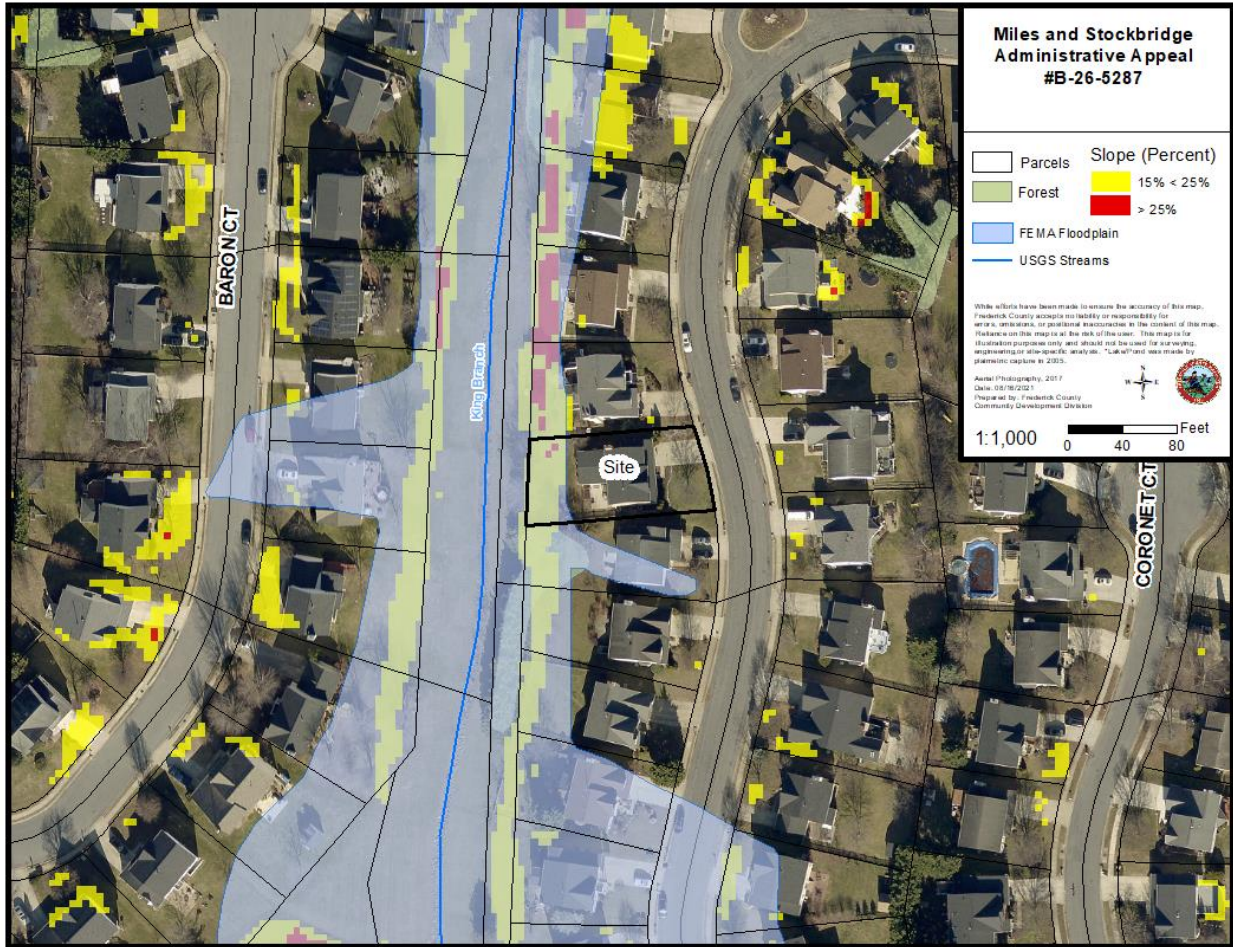 Miles and Stockbridge
Administrative Appeal
#B-26-5287
Parcels
Forest
Slope (Percent)
15% < 25%
> 25%
FEMA Floodplain
USGS Streams
While efforts have been made to ensure the accuracy of this map,
Frederick County accepts no liability or responsibility for
errors, omissions, or positional inaccuracies in the content of this map.
Reliance on this map is at the risk of the user. This map is for
illustration purposes only and should not be used for surveying,
engineering, or site-specific analysis. *Lake/Pond was made by
planimetric capture in 2005.
Aerial Photography, 2017
Date: 08/16/2021
Prepared by: Frederick County
Community Development Division
N
W E
S
1:1,000
Feet
0 40 80
BARON CT
King Branch
Site
CORONET CT